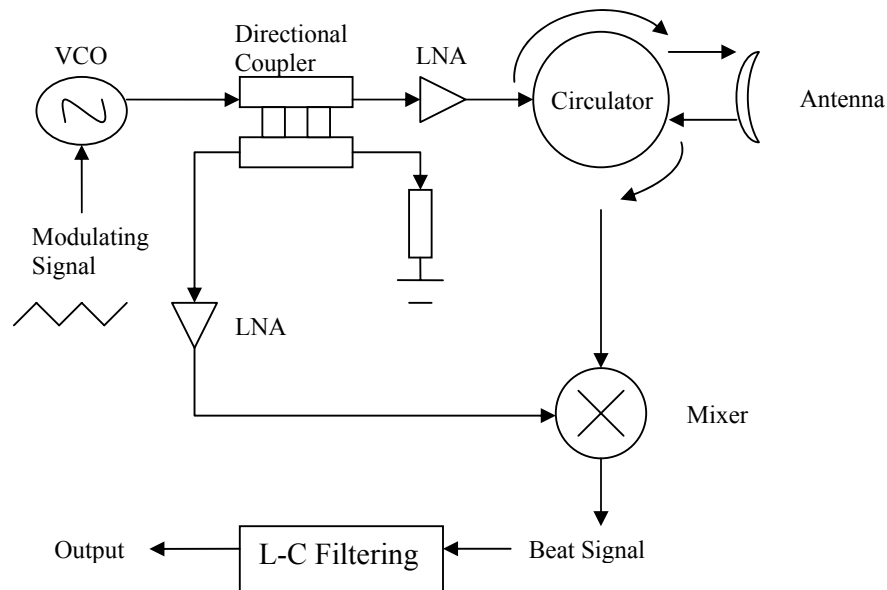 VCO
Directional
Coupler
LNA
Circulator
Antenna
Modulating
Signal
LNA
Mixer
Output
L-C Filtering
Beat Signal